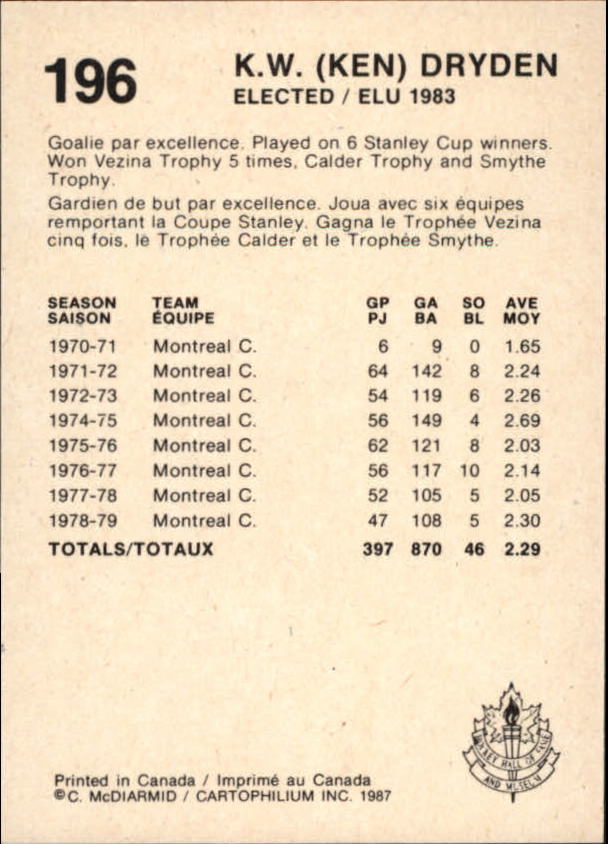 196
K.W. (KEN) DRYDEN
ELECTED / ELU 1983
Goalie par excellence. Played on 6 Stanley Cup winners.
Won Vezina Trophy 5 times, Calder Trophy and Smythe
Trophy.
Gardien de but par excellence. Joua avec six équipes
remportant la Coupe Stanley. Gagna le Trophée Vezina
cinq fois, le Trophée Calder et le Trophée Smythe.
SEASON TEAM GP GA SO AVE
SAISON ÉQUIPE PJ BA BL MOY
1970-71 Montreal C. 6 9 0 1.65
1971-72 Montreal C. 64 142 8 2.24
1972-73 Montreal C. 54 119 6 2.26
1974-75 Montreal C. 56 149 4 2.69
1975-76 Montreal C. 62 121 8 2.03
1976-77 Montreal C. 56 117 10 2.14
1977-78 Montreal C. 52 105 5 2.05
1978-79 Montreal C. 47 108 5 2.30
TOTALS/TOTAUX 397 870 46 2.29
HOCKEY HALL OF FAME
AND MUSEUM
Printed in Canada / Imprimé au Canada
©C. McDIARMID / CARTOPHILIUM INC. 1987